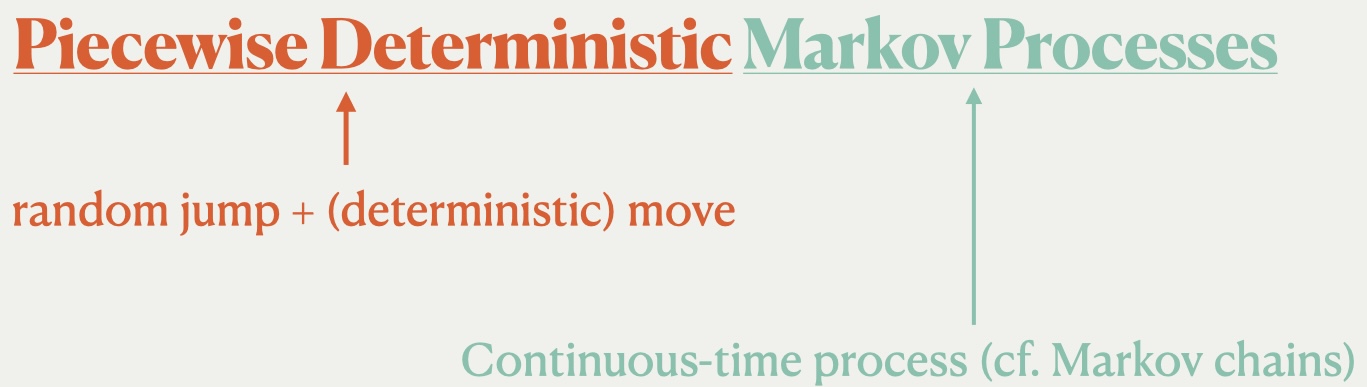 Piecewise Deterministic Markov Processes
random jump + (deterministic) move
Continuous-time process (cf. Markov chains)